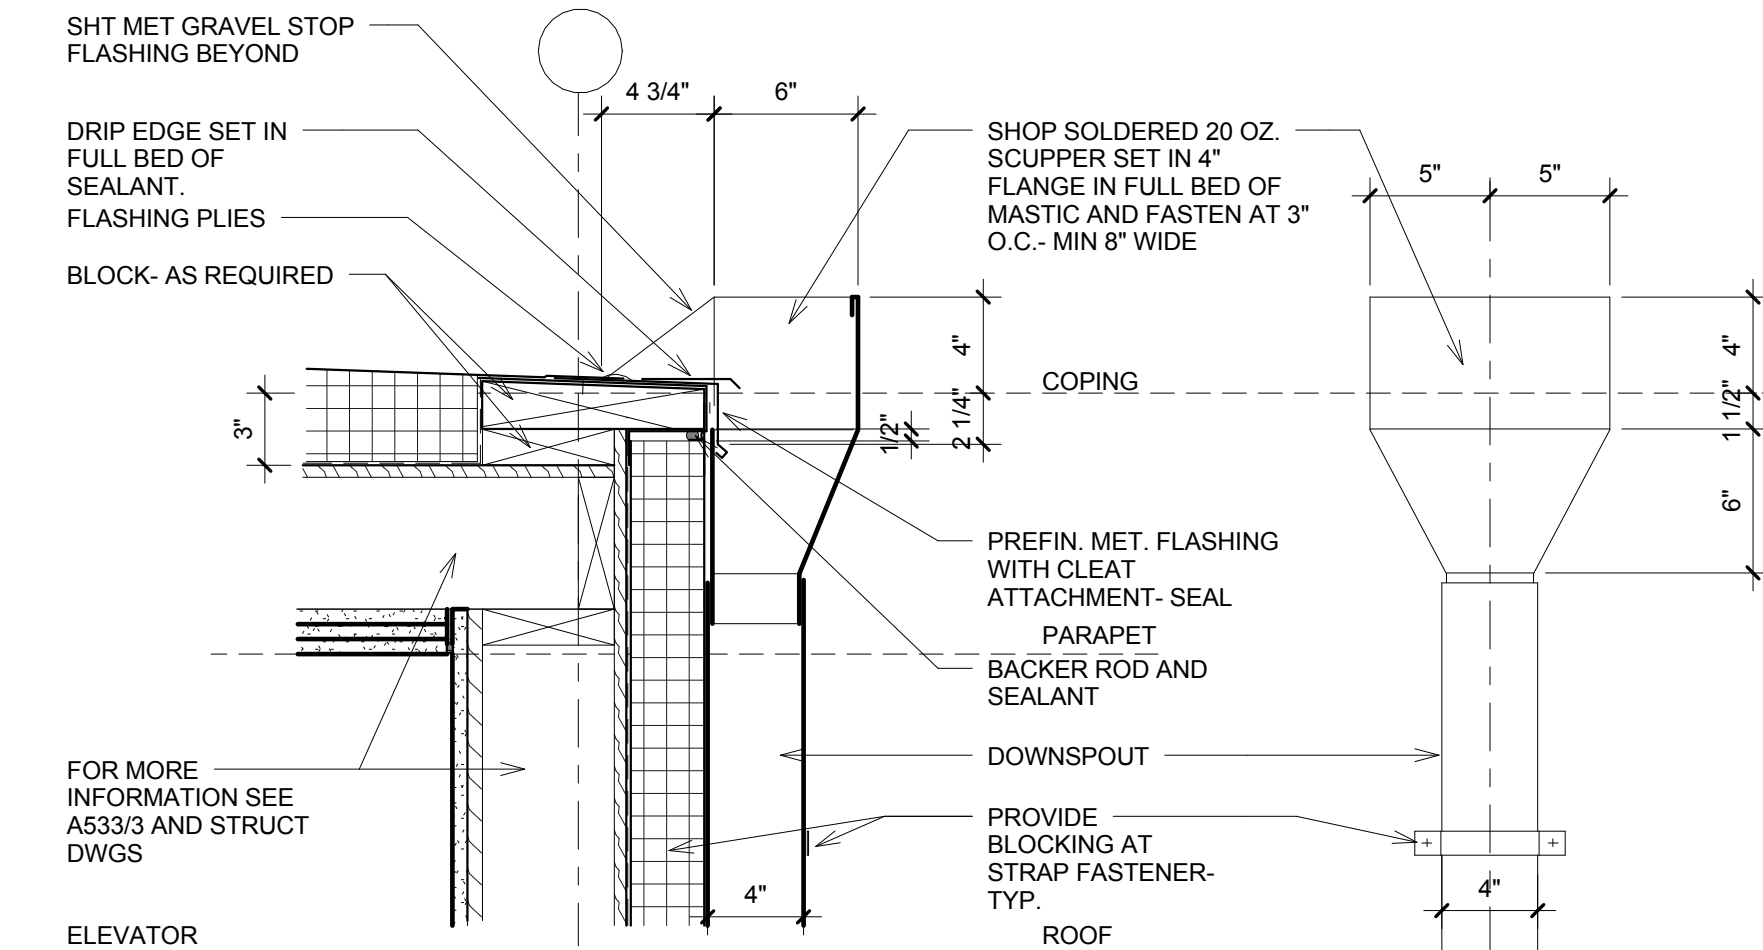 SHT MET GRAVEL STOP
FLASHING BEYOND
DRIP EDGE SET IN
FULL BED OF
SEALANT.
FLASHING PLIES
BLOCK- AS REQUIRED
4 3/4"
6"
SHOP SOLDERED 20 OZ.
SCUPPER SET IN 4"
FLANGE IN FULL BED OF
MASTIC AND FASTEN AT 3"
O.C.- MIN 8" WIDE
5"
5"
4"
2 1/4"
1/2"
3"
COPING
4"
1 1/2"
6"
PREFIN. MET. FLASHING
WITH CLEAT
ATTACHMENT- SEAL
PARAPET
BACKER ROD AND
SEALANT
FOR MORE
INFORMATION SEE
A533/3 AND STRUCT
DWGS
DOWNSPOUT
PROVIDE
BLOCKING AT
STRAP FASTENER-
TYP.
4"
4"
ELEVATOR
ROOF